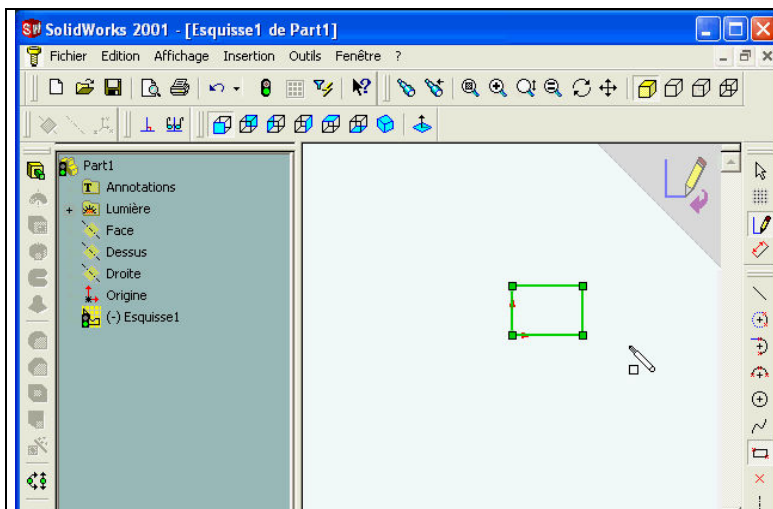 SW SolidWorks 2001 - [Esquisse1 de Part1]
Fichier Edition Affichage Insertion Outils Fenêtre ?
Part1
Annotations
Lumière
Face
Dessus
Droite
Origine
(-) Esquisse1